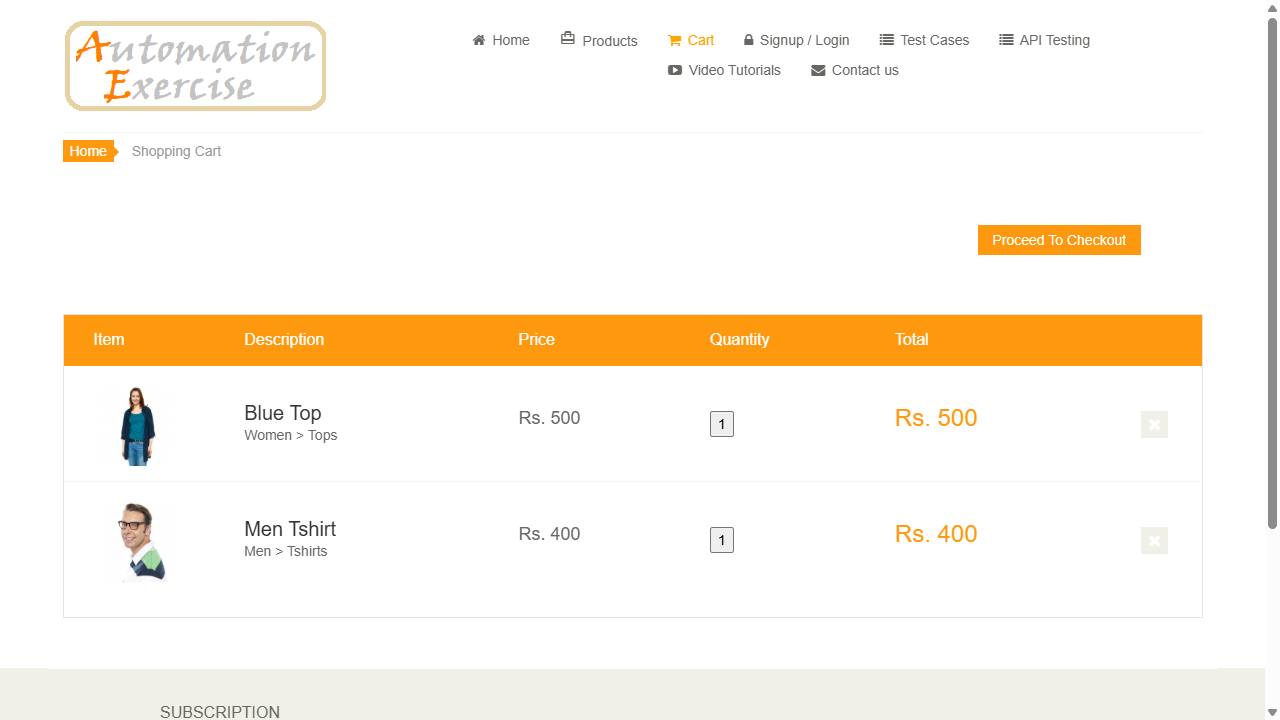 Automation
Exercise
Home
Products
Cart
Signup / Login
Test Cases
API Testing
Video Tutorials
Contact us
Home
Shopping Cart
Proceed To Checkout
Item Description Price Quantity Total
Blue Top
Women > Tops
Rs. 500
1
Rs. 500
Men Tshirt
Men > Tshirts
Rs. 400
1
Rs. 400
SUBSCRIPTION